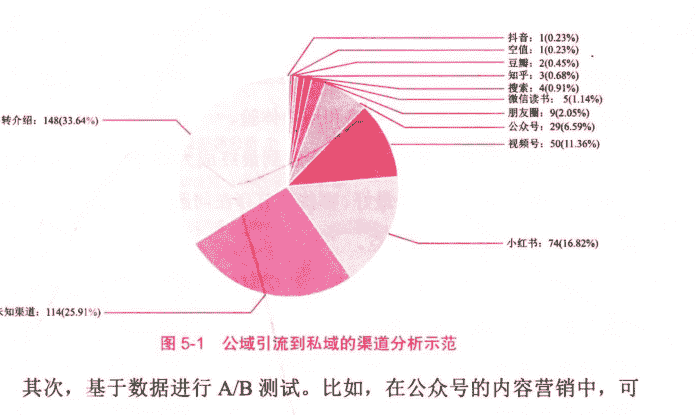 抖音：1(0.23%)
空值：1(0.23%)
豆瓣：2(0.45%)
知乎：3(0.68%)
搜索：4(0.91%)
微信读书：5(1.14%)
朋友圈：9(2.05%)
公众号：29(6.59%)
视频号：50(11.36%)
转介绍：148(33.64%)
小红书：74(16.82%)
未知渠道：114(25.91%)
图 5-1 公域引流到私域的渠道分析示范
其次，基于数据进行 A/B 测试。比如，在公众号的内容营销中，可